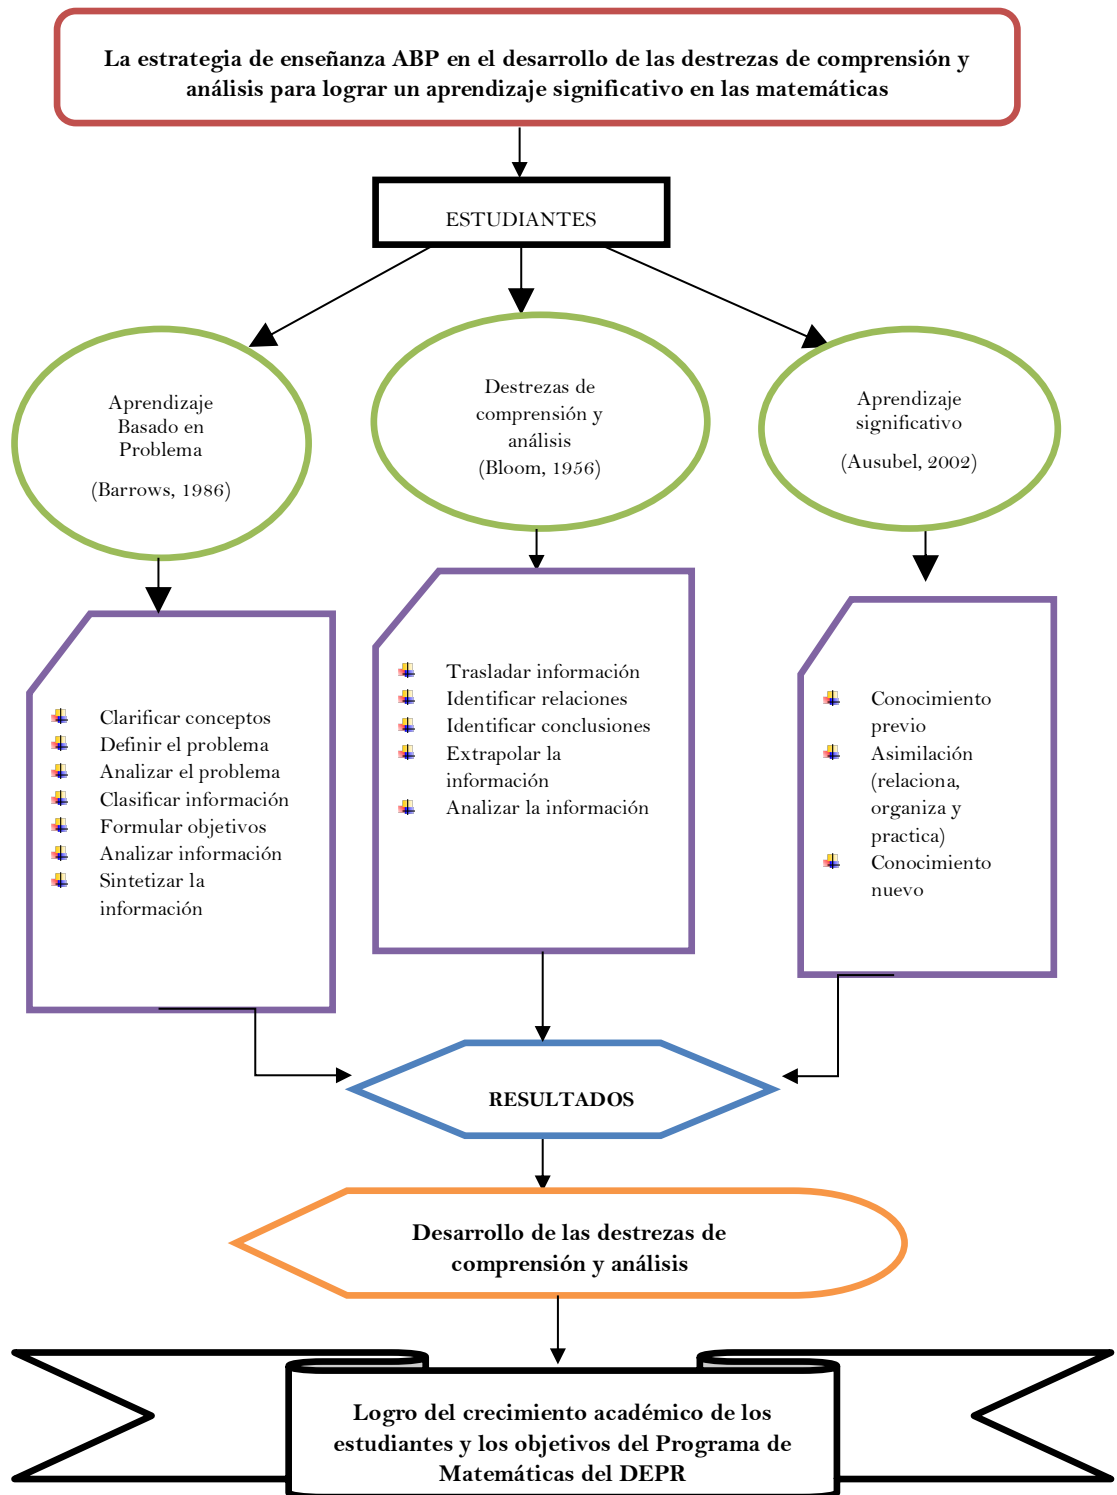 La estrategia de enseñanza ABP en el desarrollo de las destrezas de comprensión y
análisis para lograr un aprendizaje significativo en las matemáticas
ESTUDIANTES
Aprendizaje
Basado en
Problema
(Barrows, 1986)
Destrezas de
comprensión y
análisis
(Bloom, 1956)
Aprendizaje
significativo
(Ausubel, 2002)
Clarificar conceptos
Definir el problema
Analizar el problema
Clasificar información
Formular objetivos
Analizar información
Sintetizar la
información
Trasladar información
Identificar relaciones
Identificar conclusiones
Extrapolar la
información
Analizar la información
Conocimiento
previo
Asimilación
(relaciona,
organiza y
practica)
Conocimiento
nuevo
RESULTADOS
Desarrollo de las destrezas de
comprensión y análisis
Logro del crecimiento académico de los
estudiantes y los objetivos del Programa de
Matemáticas del DEPR